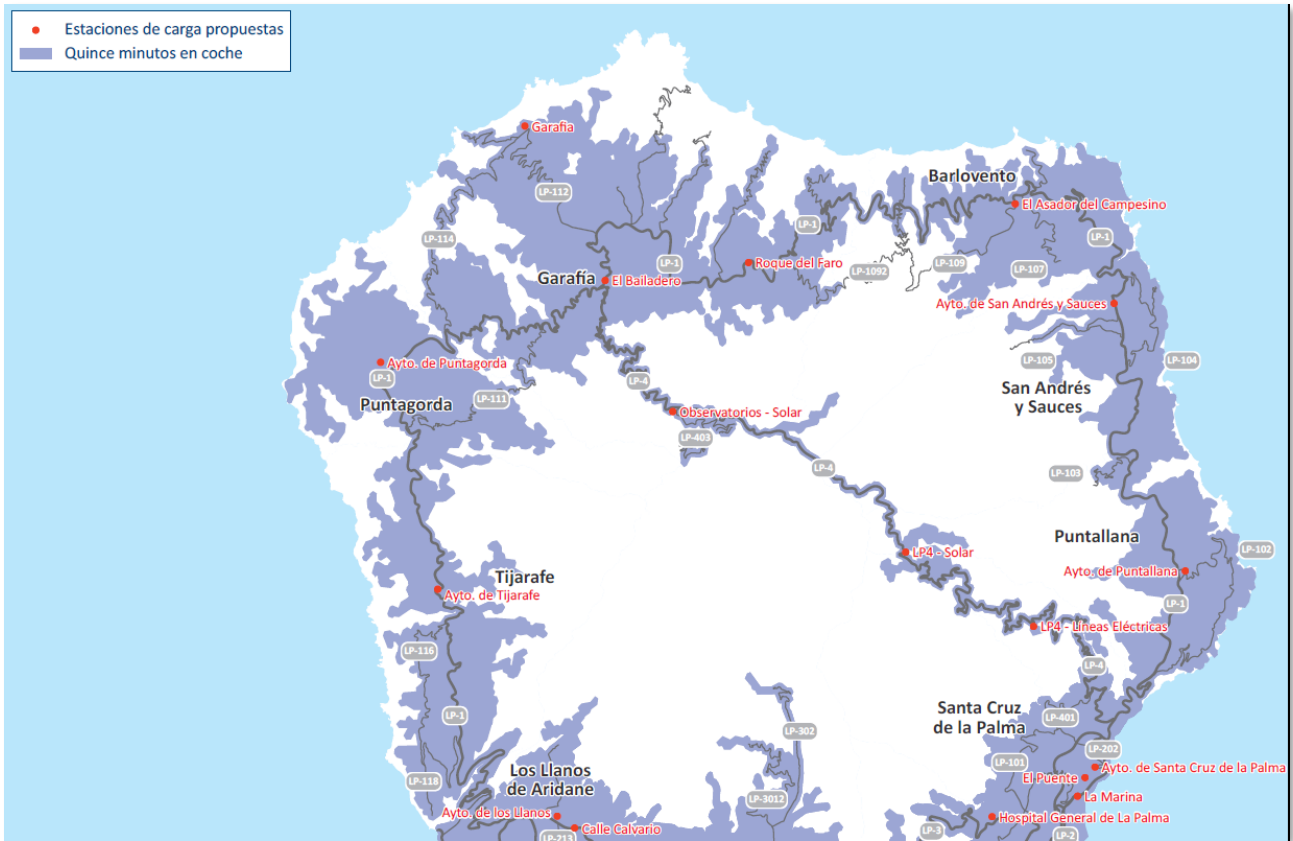 Estaciones de carga propuestas
Quince minutos en coche
Garafía
LP-112
Barlovento
El Asador del Campesino
LP-114
LP-1
LP-1
LP-1
Roque del Faro
LP-109
LP-107
LP-1092
Garafía
El Bailadero
Ayto. de San Andrés y Sauces
Ayto. de Puntagorda
LP-105
LP-104
LP-1
LP-4
San Andrés
y Sauces
Puntagorda
LP-111
Observatorios - Solar
LP-403
LP-4
LP-103
Puntallana
LP4 - Solar
LP-102
Ayto. de Puntallana
Tijarafe
Ayto. de Tijarafe
LP-1
LP4 - Líneas Eléctricas
LP-116
LP-4
Santa Cruz
de la Palma
LP-1
LP-401
LP-302
LP-202
LP-101
Ayto. de Santa Cruz de la Palma
Los Llanos
de Aridane
El Puente
LP-118
La Marina
LP-3012
Ayto. de los Llanos
Hospital General de La Palma
Calle Calvario
LP-3
LP-2
LP-213